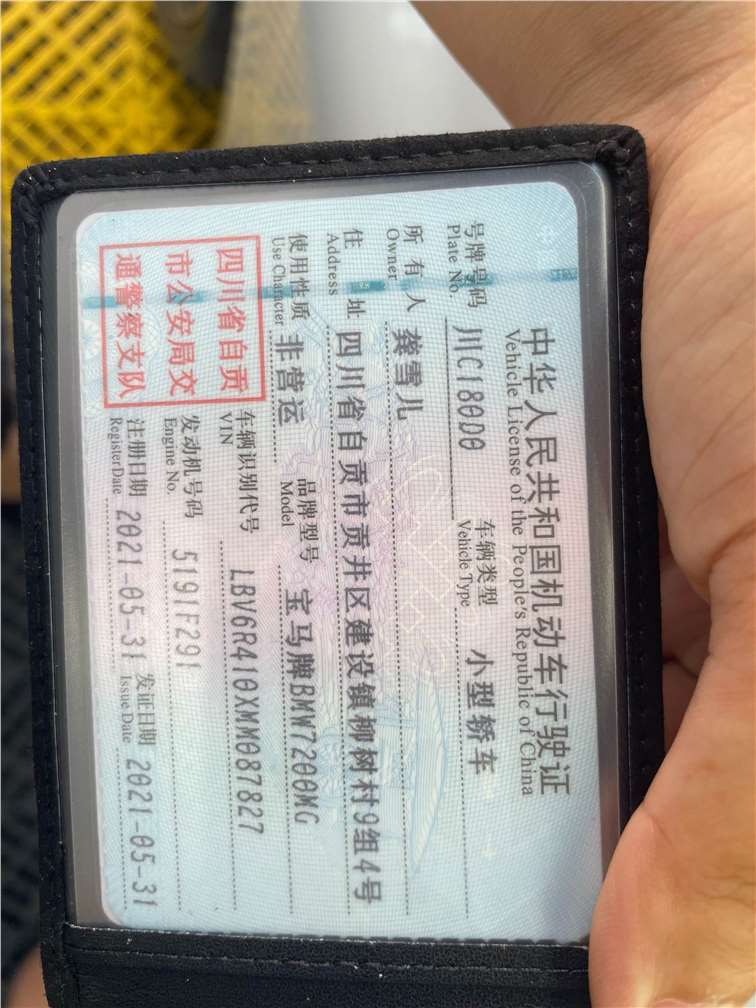 中华人民共和国机动车行驶证
Vehicle License of the People's Republic of China
号牌号码 川C180D0 车辆类型 小型轿车
Plate No. Vehicle Type
所有人 龚雪儿
Owner
住址 四川省自贡市贡井区建设镇柳树村9组4号
Address
使用性质 非营运 品牌型号 宝马牌BMW7200MG
Use Character Model
四川省自贡
市公安局交
通警察支队
车辆识别代号 LBV6R410XMM087827
VIN
发动机号码 5191F291
Engine No.
注册日期 2021-05-31 发证日期 2021-05-31
Register Date Issue Date